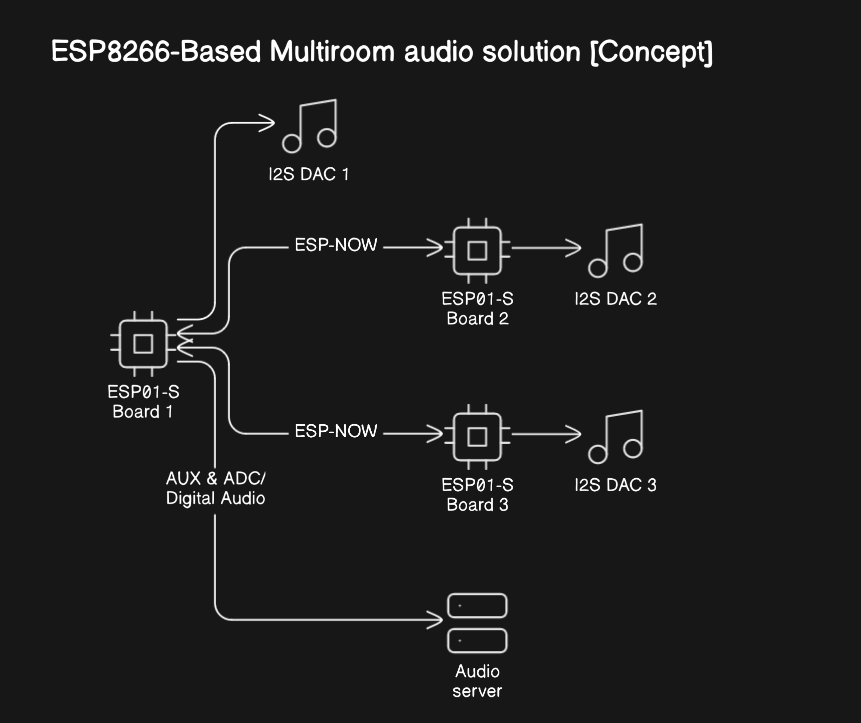 ESP8266-Based Multiroom audio solution [Concept]
I2S DAC 1
ESP-NOW
ESP01-S
Board 2
I2S DAC 2
ESP01-S
Board 1
ESP-NOW
ESP01-S
Board 3
I2S DAC 3
AUX & ADC/
Digital Audio
Audio
server